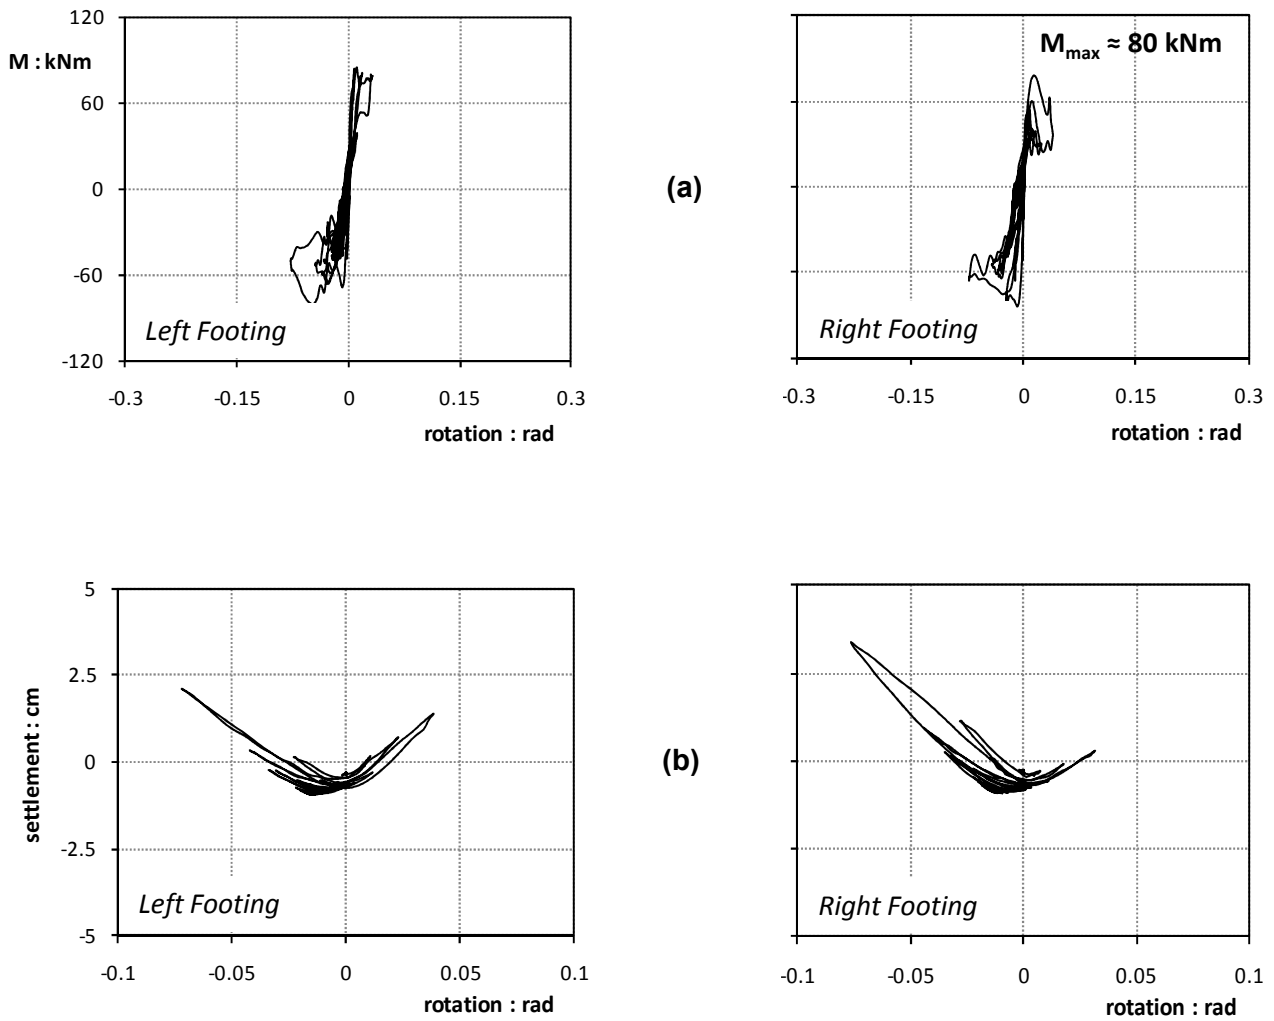 120
M : kNm
60
0
-60
-120
Left Footing
-0.3
-0.15
0
0.15
0.3
rotation : rad
(a)
Mmax ≈ 80 kNm
Right Footing
-0.3
-0.15
0
0.15
0.3
rotation : rad
5
2.5
0
-2.5
-5
settlement : cm
Left Footing
-0.1
-0.05
0
0.05
0.1
rotation : rad
(b)
Right Footing
-0.1
-0.05
0
0.05
0.1
rotation : rad